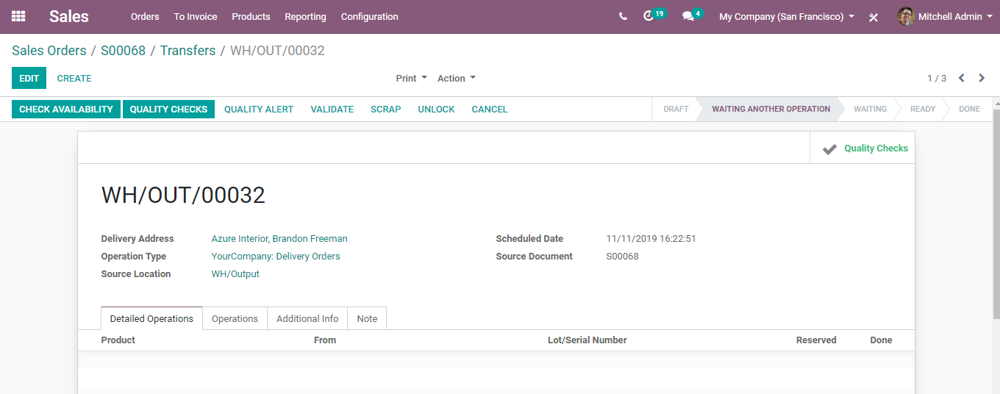 Sales Orders To Invoice Products Reporting Configuration 19 4 My Company (San Francisco) Mitchell Admin
Sales Orders / S00068 / Transfers / WH/OUT/00032
EDIT CREATE Print Action 1 / 3
CHECK AVAILABILITY QUALITY CHECKS QUALITY ALERT VALIDATE SCRAP UNLOCK CANCEL DRAFT WAITING ANOTHER OPERATION WAITING READY DONE
Quality Checks
WH/OUT/00032
Delivery Address Azure Interior, Brandon Freeman Scheduled Date 11/11/2019 16:22:51
Operation Type YourCompany: Delivery Orders Source Document S00068
Source Location WH/Output
Detailed Operations Operations Additional Info Note
Product From Lot/Serial Number Reserved Done